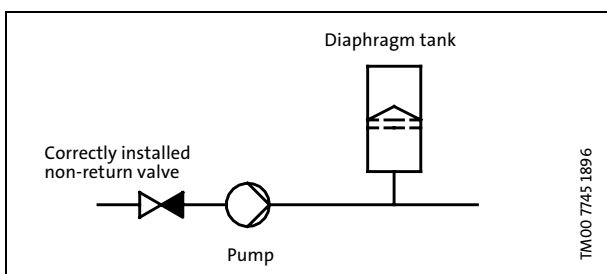 Diaphragm tank
Correctly installed
non-return valve
Pump
TM00 7745 1896